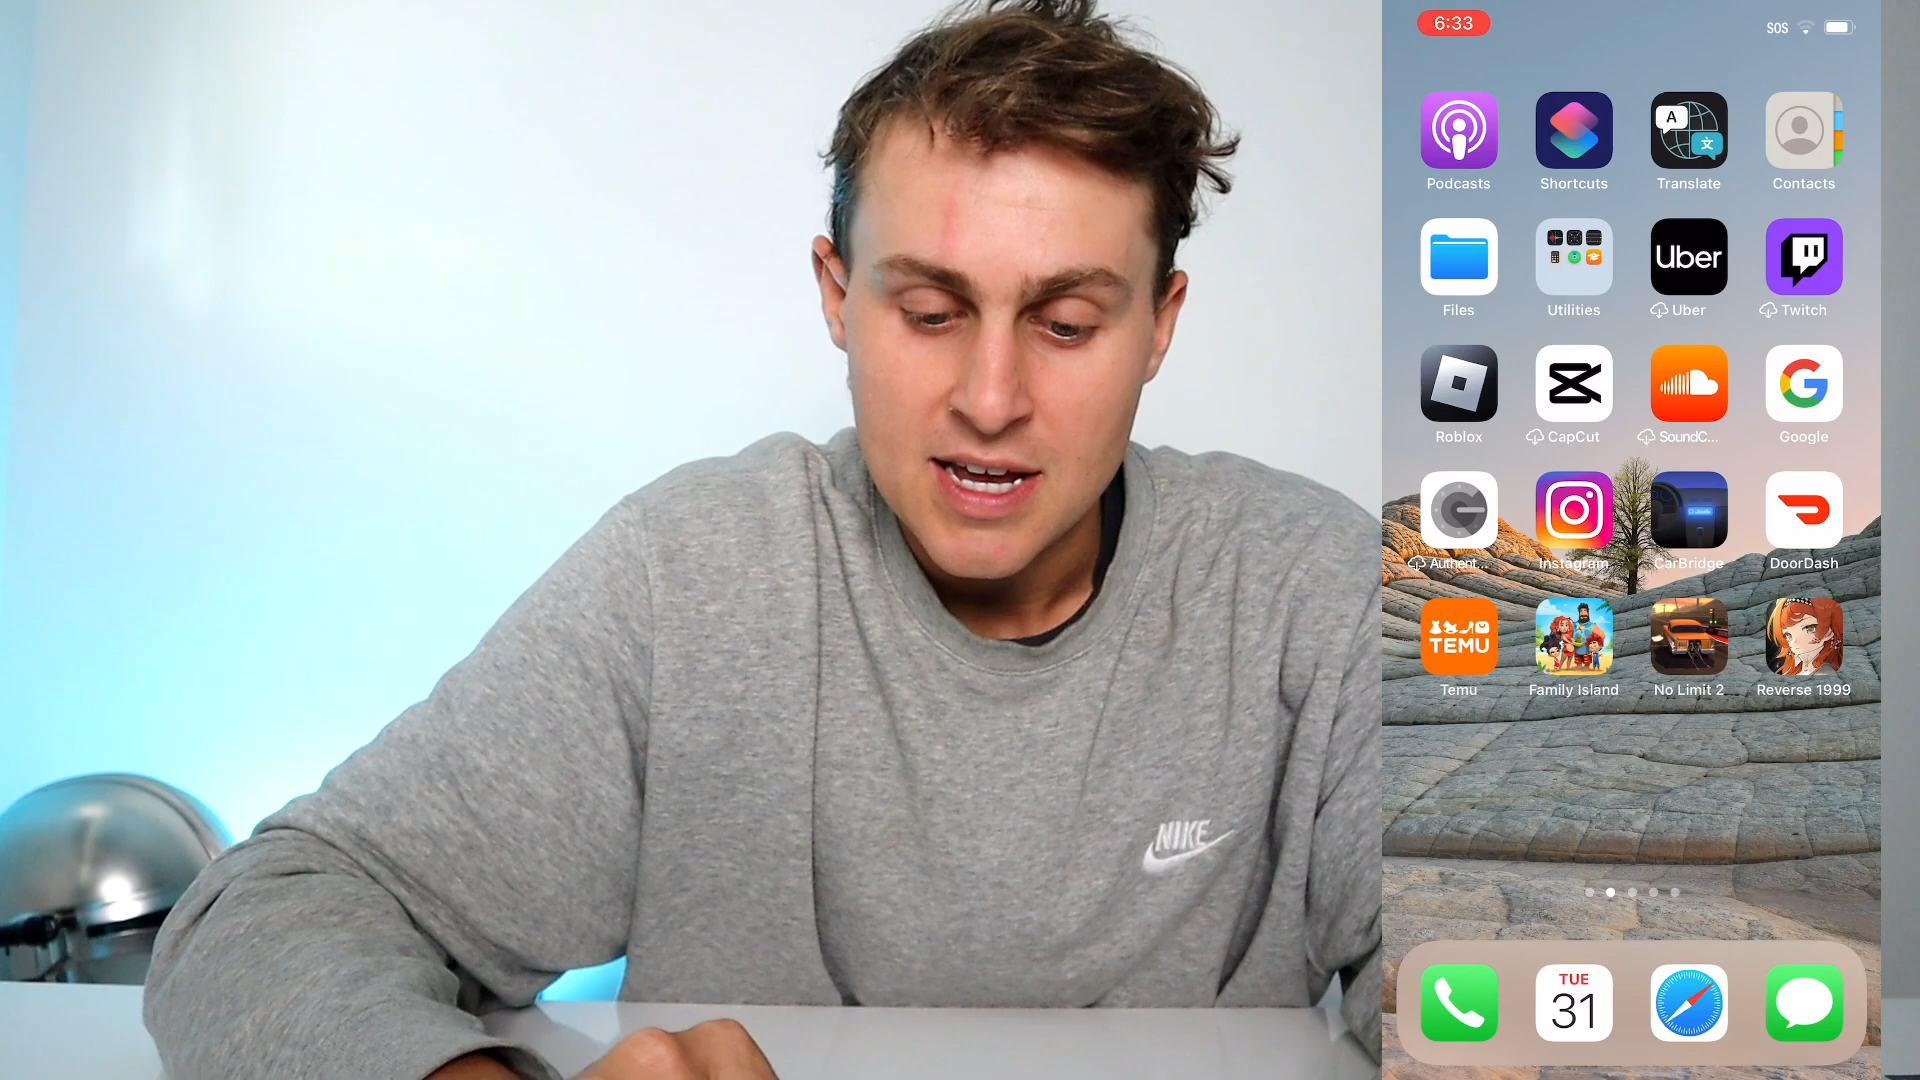 6:33
SOS
Podcasts
Shortcuts
A
文
Translate
Contacts
Files
Utilities
Uber
Uber
Twitch
Roblox
CapCut
SoundC...
Google
Authent...
Instagram
CarBridge
DoorDash
TEMU
Temu
Family Island
No Limit 2
Reverse 1999
NIKE
TUE
31